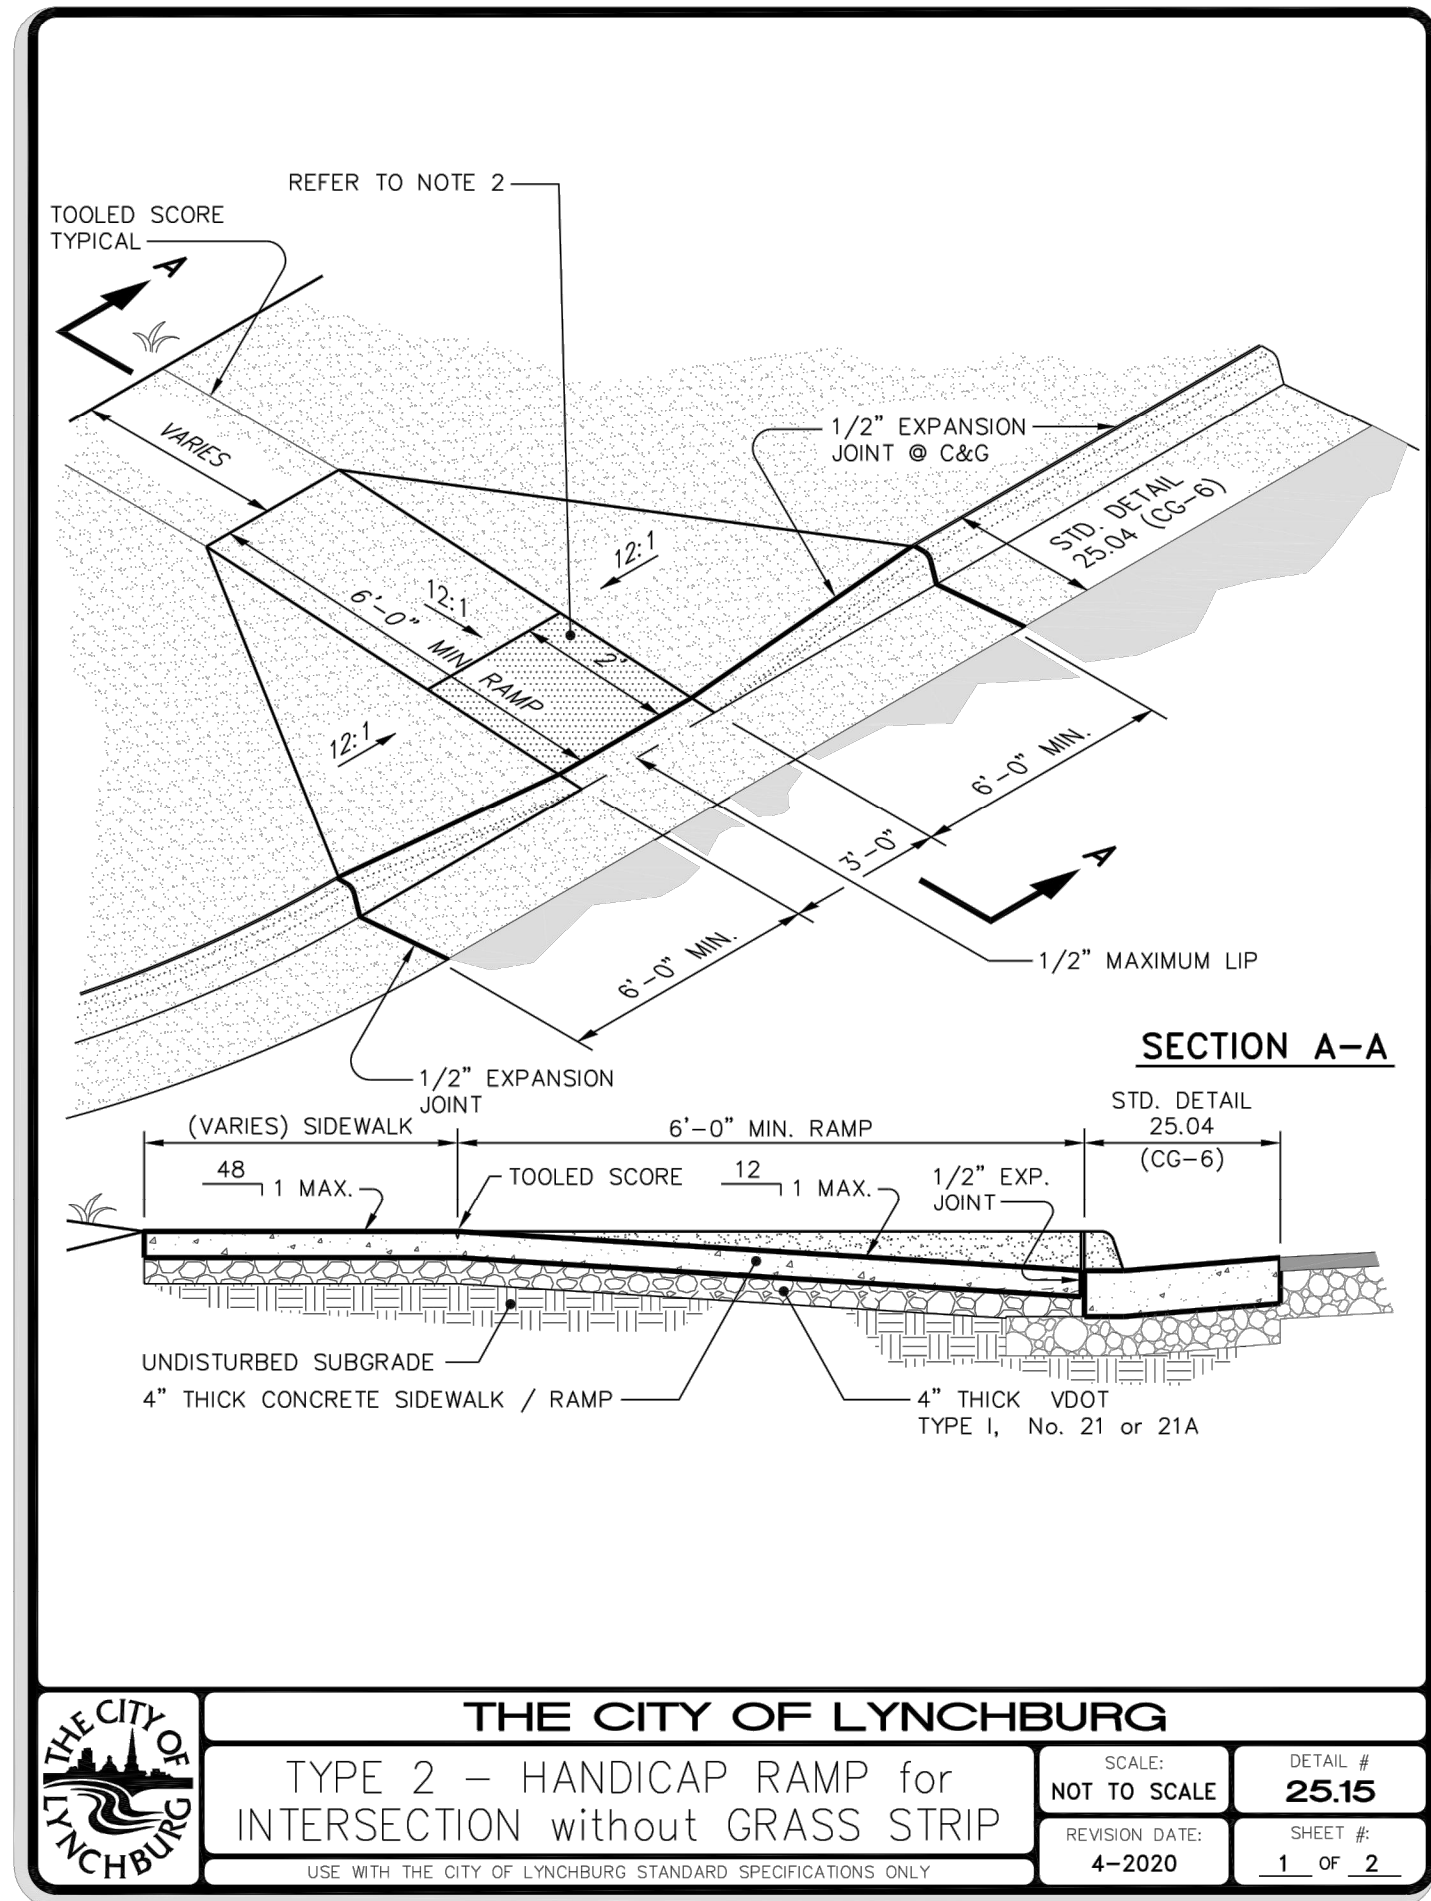 REFER TO NOTE 2
TOOLED SCORE
TYPICAL
A
VARIES
1/2" EXPANSION
JOINT @ C&G
STD. DETAIL
25.04 (CG-6)
12:1
12:1
6'-0" MIN. RAMP
2'
12:1
6'-0" MIN.
3'-0"
A
6'-0" MIN.
1/2" MAXIMUM LIP
1/2" EXPANSION
JOINT
SECTION A-A
(VARIES) SIDEWALK
6'-0" MIN. RAMP
STD. DETAIL
25.04
(CG-6)
48
1 MAX.
TOOLED SCORE
12
1 MAX.
1/2" EXP.
JOINT
UNDISTURBED SUBGRADE
4" THICK CONCRETE SIDEWALK / RAMP
4" THICK VDOT
TYPE I, No. 21 or 21A
THE CITY OF
LYNCHBURG
THE CITY OF LYNCHBURG
TYPE 2 - HANDICAP RAMP for
INTERSECTION without GRASS STRIP
USE WITH THE CITY OF LYNCHBURG STANDARD SPECIFICATIONS ONLY
SCALE:
NOT TO SCALE
REVISION DATE:
4-2020
DETAIL #
25.15
SHEET #:
1 OF 2